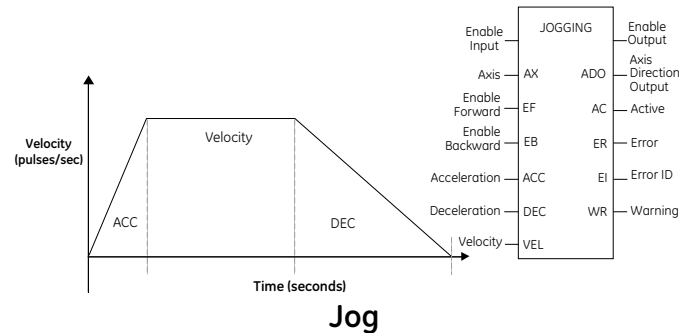 Velocity
(pulses/sec)
Velocity
ACC
DEC
Time (seconds)
JOGGING
Enable
Input
Enable
Output
Axis
AX
ADO
Axis
Direction
Output
Enable
Forward
EF
AC
Active
Enable
Backward
EB
ER
Error
Acceleration
ACC
EI
Error ID
Deceleration
DEC
WR
Warning
Velocity
VEL
Jog